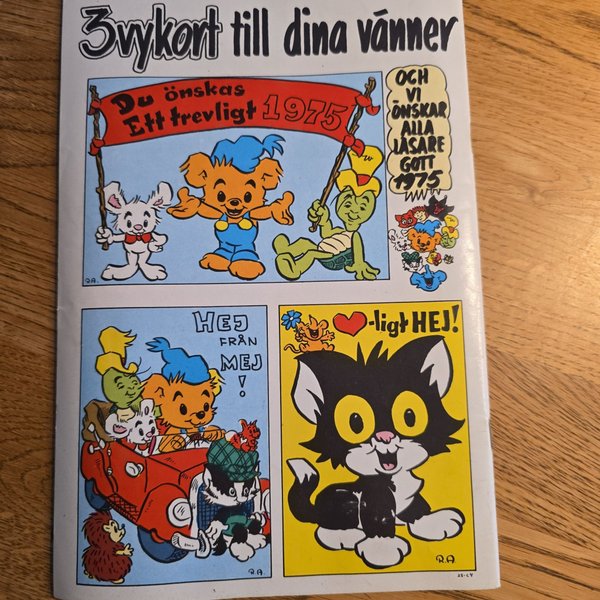 3 vykort till dina vänner
Du önskas
Ett trevligt 1975
OCH
VI
ÖNSKAR
ALLA
LÄSARE
GOTT
1975
R.A.
HEJ
FRÅN
MEJ
!
-ligt HEJ!
R.A.
R.A.